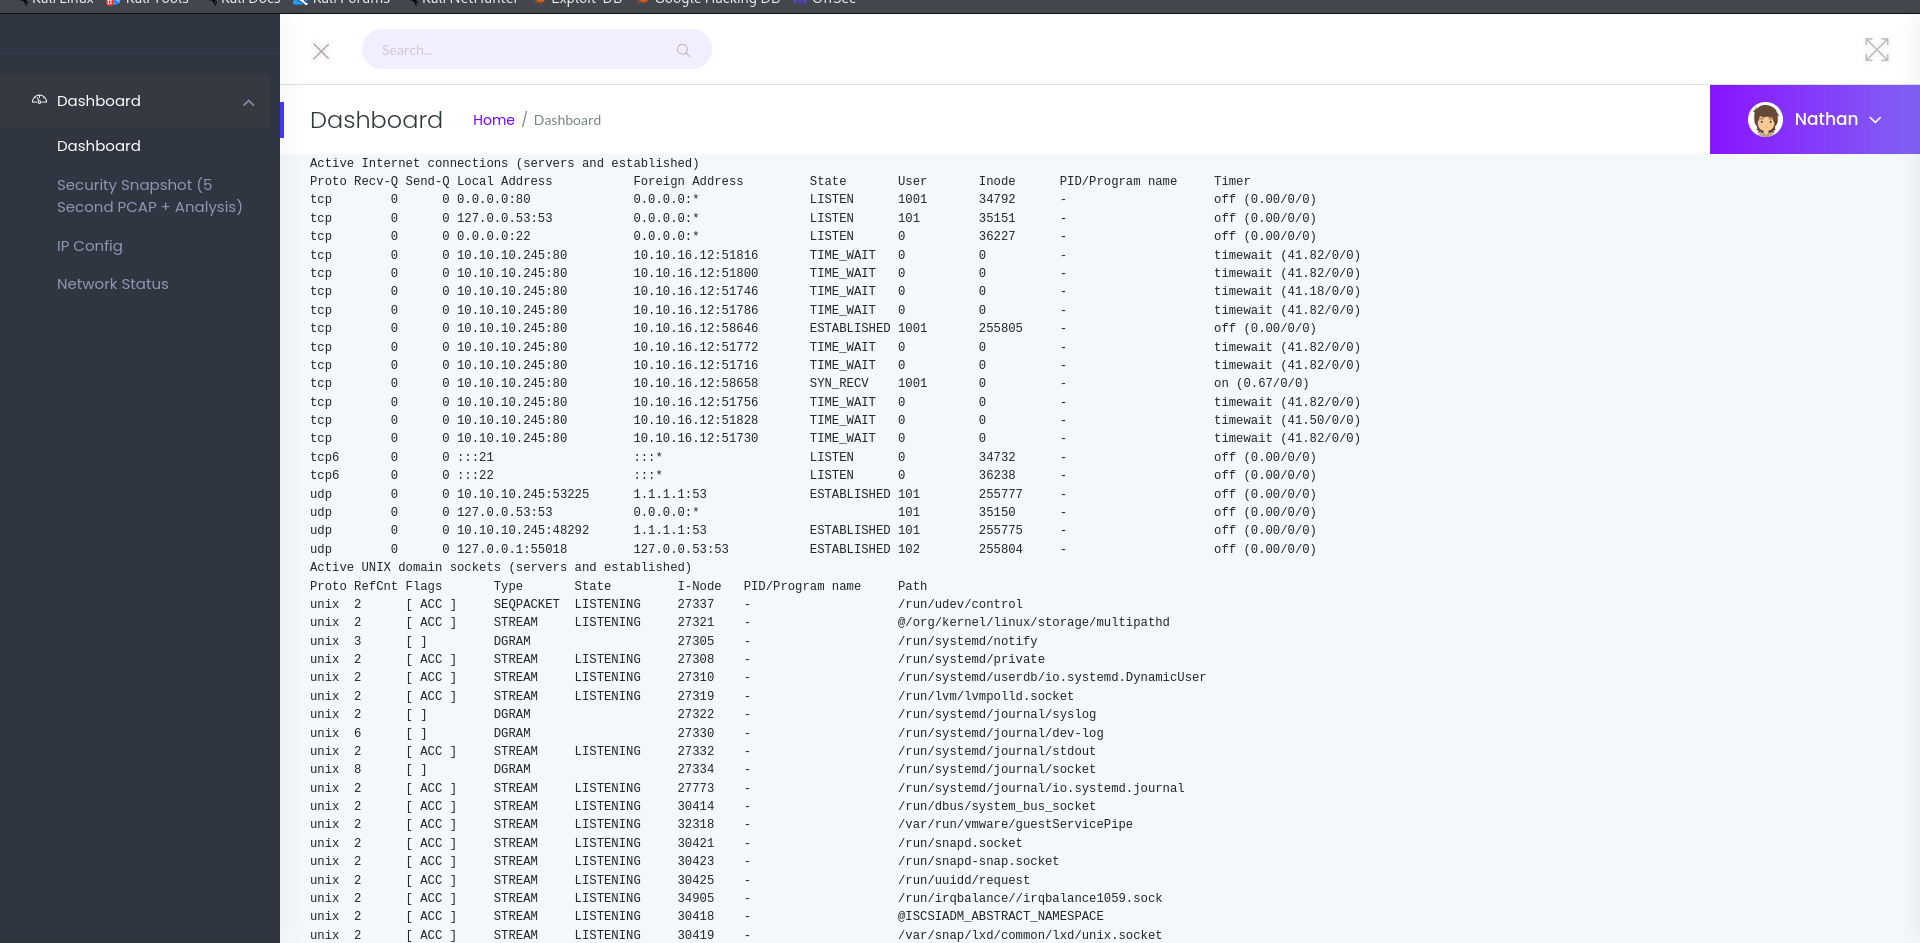 Kali Linux Kali Tools Kali Docs Kali Forums Kali NetHunter Exploit-DB Google Hacking DB OffSec
Search...
Dashboard
Dashboard
Security Snapshot (5
Second PCAP + Analysis)
IP Config
Network Status
Dashboard Home / Dashboard
Nathan
Active Internet connections (servers and established)
Proto Recv-Q Send-Q Local Address           Foreign Address         State       User       Inode      PID/Program name     Timer
tcp        0      0 0.0.0.0:80              0.0.0.0:*               LISTEN      1001       34792      -                    off (0.00/0/0)
tcp        0      0 127.0.0.53:53           0.0.0.0:*               LISTEN      101        35151      -                    off (0.00/0/0)
tcp        0      0 0.0.0.0:22              0.0.0.0:*               LISTEN      0          36227      -                    off (0.00/0/0)
tcp        0      0 10.10.10.245:80         10.10.16.12:51816       TIME_WAIT   0          0          -                    timewait (41.82/0/0)
tcp        0      0 10.10.10.245:80         10.10.16.12:51800       TIME_WAIT   0          0          -                    timewait (41.82/0/0)
tcp        0      0 10.10.10.245:80         10.10.16.12:51746       TIME_WAIT   0          0          -                    timewait (41.18/0/0)
tcp        0      0 10.10.10.245:80         10.10.16.12:51786       TIME_WAIT   0          0          -                    timewait (41.82/0/0)
tcp        0      0 10.10.10.245:80         10.10.16.12:58646       ESTABLISHED 1001       255805     -                    off (0.00/0/0)
tcp        0      0 10.10.10.245:80         10.10.16.12:51772       TIME_WAIT   0          0          -                    timewait (41.82/0/0)
tcp        0      0 10.10.10.245:80         10.10.16.12:51716       TIME_WAIT   0          0          -                    timewait (41.82/0/0)
tcp        0      0 10.10.10.245:80         10.10.16.12:58658       SYN_RECV    1001       0          -                    on (0.67/0/0)
tcp        0      0 10.10.10.245:80         10.10.16.12:51756       TIME_WAIT   0          0          -                    timewait (41.82/0/0)
tcp        0      0 10.10.10.245:80         10.10.16.12:51828       TIME_WAIT   0          0          -                    timewait (41.50/0/0)
tcp        0      0 10.10.10.245:80         10.10.16.12:51730       TIME_WAIT   0          0          -                    timewait (41.82/0/0)
tcp6       0      0 :::21                   :::*                    LISTEN      0          34732      -                    off (0.00/0/0)
tcp6       0      0 :::22                   :::*                    LISTEN      0          36238      -                    off (0.00/0/0)
udp        0      0 10.10.10.245:53225      1.1.1.1:53              ESTABLISHED 101        255777     -                    off (0.00/0/0)
udp        0      0 127.0.0.53:53           0.0.0.0:*                           101        35150      -                    off (0.00/0/0)
udp        0      0 10.10.10.245:48292      1.1.1.1:53              ESTABLISHED 101        255775     -                    off (0.00/0/0)
udp        0      0 127.0.0.1:55018         127.0.0.53:53           ESTABLISHED 102        255804     -                    off (0.00/0/0)
Active UNIX domain sockets (servers and established)
Proto RefCnt Flags       Type       State         I-Node   PID/Program name     Path
unix  2      [ ACC ]     SEQPACKET  LISTENING     27337    -                    /run/udev/control
unix  2      [ ACC ]     STREAM     LISTENING     27321    -                    @/org/kernel/linux/storage/multipathd
unix  3      [ ]         DGRAM                    27305    -                    /run/systemd/notify
unix  2      [ ACC ]     STREAM     LISTENING     27308    -                    /run/systemd/private
unix  2      [ ACC ]     STREAM     LISTENING     27310    -                    /run/systemd/userdb/io.systemd.DynamicUser
unix  2      [ ACC ]     STREAM     LISTENING     27319    -                    /run/lvm/lvmpolld.socket
unix  2      [ ]         DGRAM                    27322    -                    /run/systemd/journal/syslog
unix  6      [ ]         DGRAM                    27330    -                    /run/systemd/journal/dev-log
unix  2      [ ACC ]     STREAM     LISTENING     27332    -                    /run/systemd/journal/stdout
unix  8      [ ]         DGRAM                    27334    -                    /run/systemd/journal/socket
unix  2      [ ACC ]     STREAM     LISTENING     27773    -                    /run/systemd/journal/io.systemd.journal
unix  2      [ ACC ]     STREAM     LISTENING     30414    -                    /run/dbus/system_bus_socket
unix  2      [ ACC ]     STREAM     LISTENING     32318    -                    /var/run/vmware/guestServicePipe
unix  2      [ ACC ]     STREAM     LISTENING     30421    -                    /run/snapd.socket
unix  2      [ ACC ]     STREAM     LISTENING     30423    -                    /run/snapd-snap.socket
unix  2      [ ACC ]     STREAM     LISTENING     30425    -                    /run/uuidd/request
unix  2      [ ACC ]     STREAM     LISTENING     34905    -                    /run/irqbalance//irqbalance1059.sock
unix  2      [ ACC ]     STREAM     LISTENING     30418    -                    @ISCSIADM_ABSTRACT_NAMESPACE
unix  2      [ ACC ]     STREAM     LISTENING     30419    -                    /var/snap/lxd/common/lxd/unix.socket